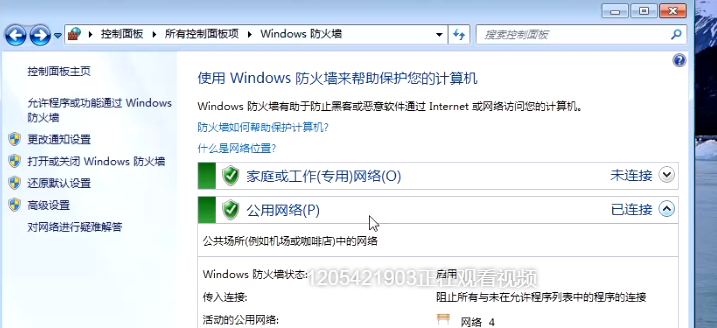 控制面板 ▸ 所有控制面板项 ▸ Windows 防火墙
搜索控制面板
控制面板主页
允许程序或功能通过 Windows
防火墙
更改通知设置
打开或关闭 Windows 防火墙
还原默认设置
高级设置
对网络进行疑难解答
使用 Windows 防火墙来帮助保护您的计算机
Windows 防火墙有助于防止黑客或恶意软件通过 Internet 或网络访问您的计算机。
防火墙如何帮助保护计算机?
什么是网络位置?
家庭或工作(专用)网络(O) 未连接
公用网络(P) 已连接
公共场所(例如机场或咖啡店)中的网络
Windows 防火墙状态: 启用
1205421903正在观看视频
传入连接: 阻止所有与未在允许程序列表中的程序的连接
活动的公用网络: 网络 4